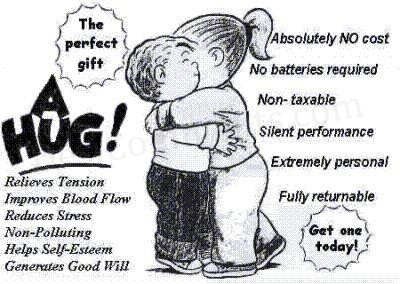 The
perfect
gift
A
HUG!
Relieves Tension
Improves Blood Flow
Reduces Stress
Non-Polluting
Helps Self-Esteem
Generates Good Will
Absolutely NO cost
No batteries required
Non- taxable
Silent performance
Extremely personal
Fully returnable
Get one
today!